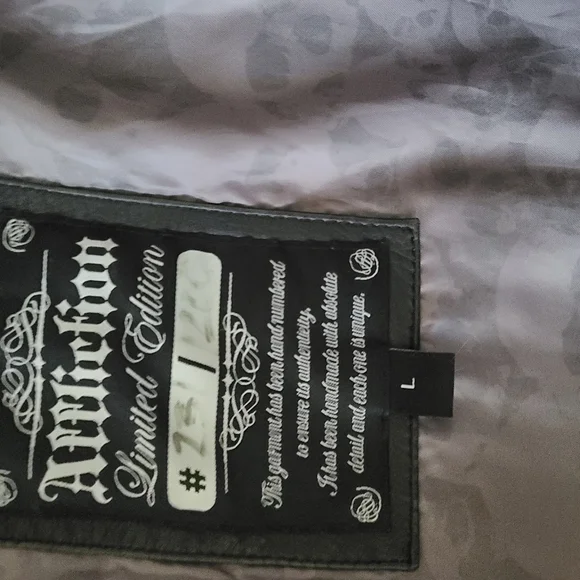 Affliction
Limited Edition
# /
This garment has been hand numbered
to ensure its authenticity.
It has been handmade with absolute
detail, and each one is unique.
L